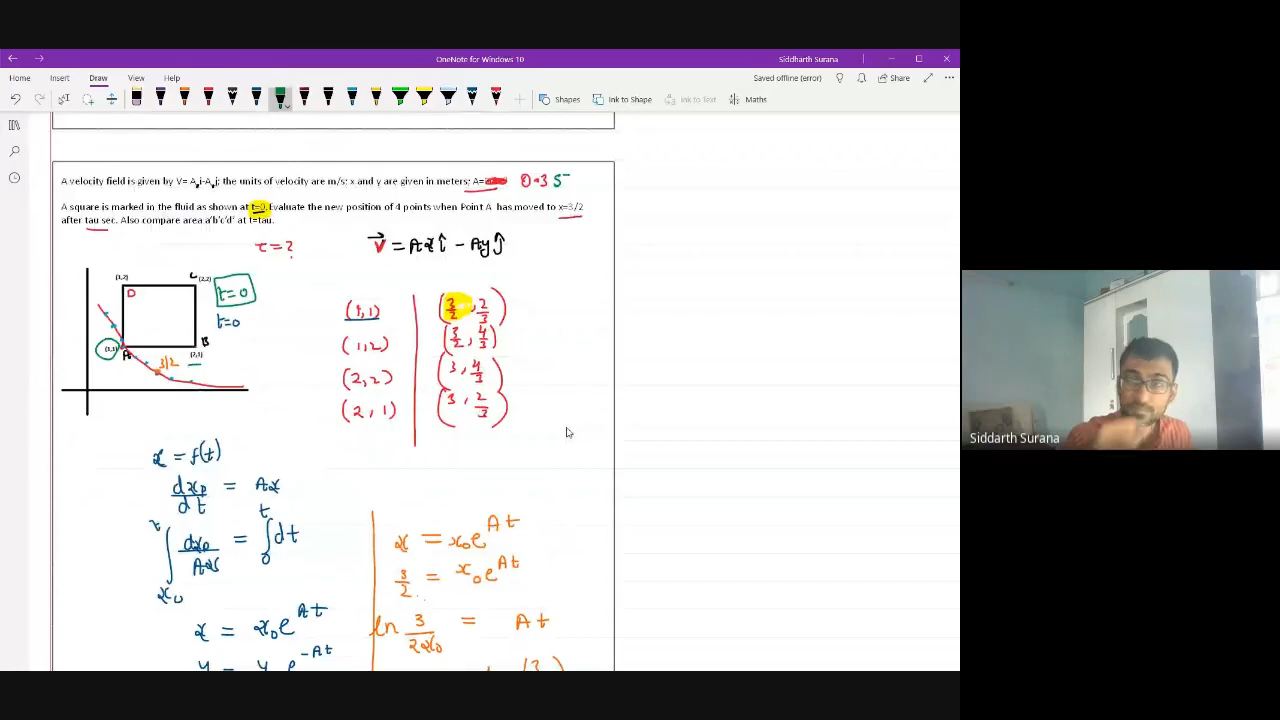 OneNote for Windows 10
Siddharth Surana
Home Insert Draw View Help
Saved offline (error) Share
Shapes Ink to Shape Ink to Text Maths
A velocity field is given by V= Axi-Ayj; the units of velocity are m/s; x and y are given in meters; A= 0.3 s⁻
A square is marked in the fluid as shown at t=0.Evaluate the new position of 4 points when Point A has moved to x=3/2
after tau sec. Also compare area a'b'c'd' at t=tau.
τ = ?
V = Axî - Ayĵ
(1,2) (2,2)
D
t=0
t=0
(1,1) A 3/2 B
(2,1)
(1,1) (3/2, 2/3)
(1,2) (3/2, 4/3)
(2,2) (3, 4/3)
(2,1) (3, 2/3)
x = f(t)
dxp/dt = Ax
∫ dxp/Ax = ∫ dt
x₀ 0 t
x = x₀e^At
x = x₀e^At
3/2 = x₀e^At
ln 3/2x₀ = At
Siddarth Surana